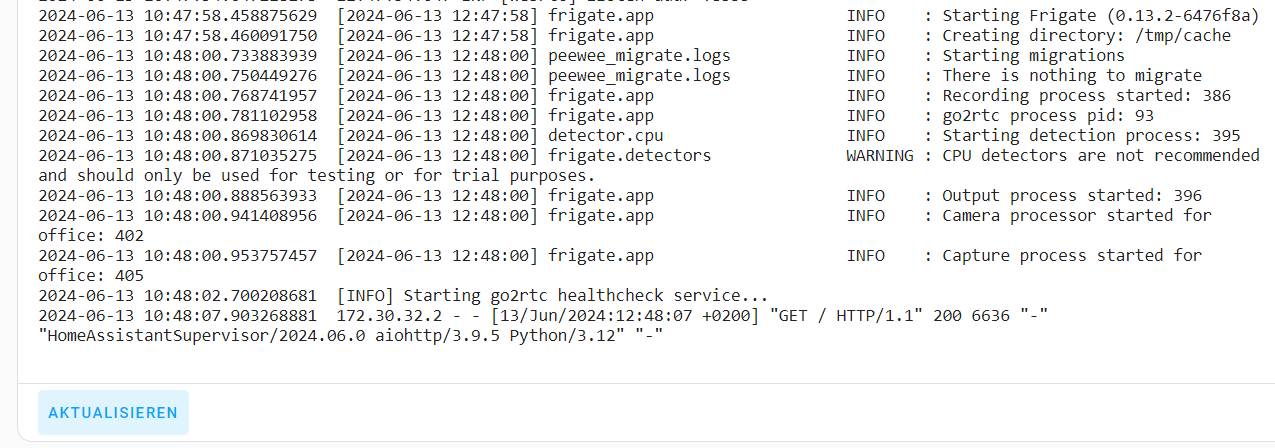 2024-06-13 10:47:58.458875629 [2024-06-13 12:47:58] frigate.app INFO : Starting Frigate (0.13.2-6476f8a)
2024-06-13 10:47:58.460091750 [2024-06-13 12:47:58] frigate.app INFO : Creating directory: /tmp/cache
2024-06-13 10:48:00.733883939 [2024-06-13 12:48:00] peewee_migrate.logs INFO : Starting migrations
2024-06-13 10:48:00.750449276 [2024-06-13 12:48:00] peewee_migrate.logs INFO : There is nothing to migrate
2024-06-13 10:48:00.768741957 [2024-06-13 12:48:00] frigate.app INFO : Recording process started: 386
2024-06-13 10:48:00.781102958 [2024-06-13 12:48:00] frigate.app INFO : go2rtc process pid: 93
2024-06-13 10:48:00.869830614 [2024-06-13 12:48:00] detector.cpu INFO : Starting detection process: 395
2024-06-13 10:48:00.871035275 [2024-06-13 12:48:00] frigate.detectors WARNING : CPU detectors are not recommended
and should only be used for testing or for trial purposes.
2024-06-13 10:48:00.888563933 [2024-06-13 12:48:00] frigate.app INFO : Output process started: 396
2024-06-13 10:48:00.941408956 [2024-06-13 12:48:00] frigate.app INFO : Camera processor started for
office: 402
2024-06-13 10:48:00.953757457 [2024-06-13 12:48:00] frigate.app INFO : Capture process started for
office: 405
2024-06-13 10:48:02.700208681 [INFO] Starting go2rtc healthcheck service...
2024-06-13 10:48:07.903268881 172.30.32.2 - - [13/Jun/2024:12:48:07 +0200] "GET / HTTP/1.1" 200 6636 "-"
"HomeAssistantSupervisor/2024.06.0 aiohttp/3.9.5 Python/3.12" "-"
AKTUALISIEREN